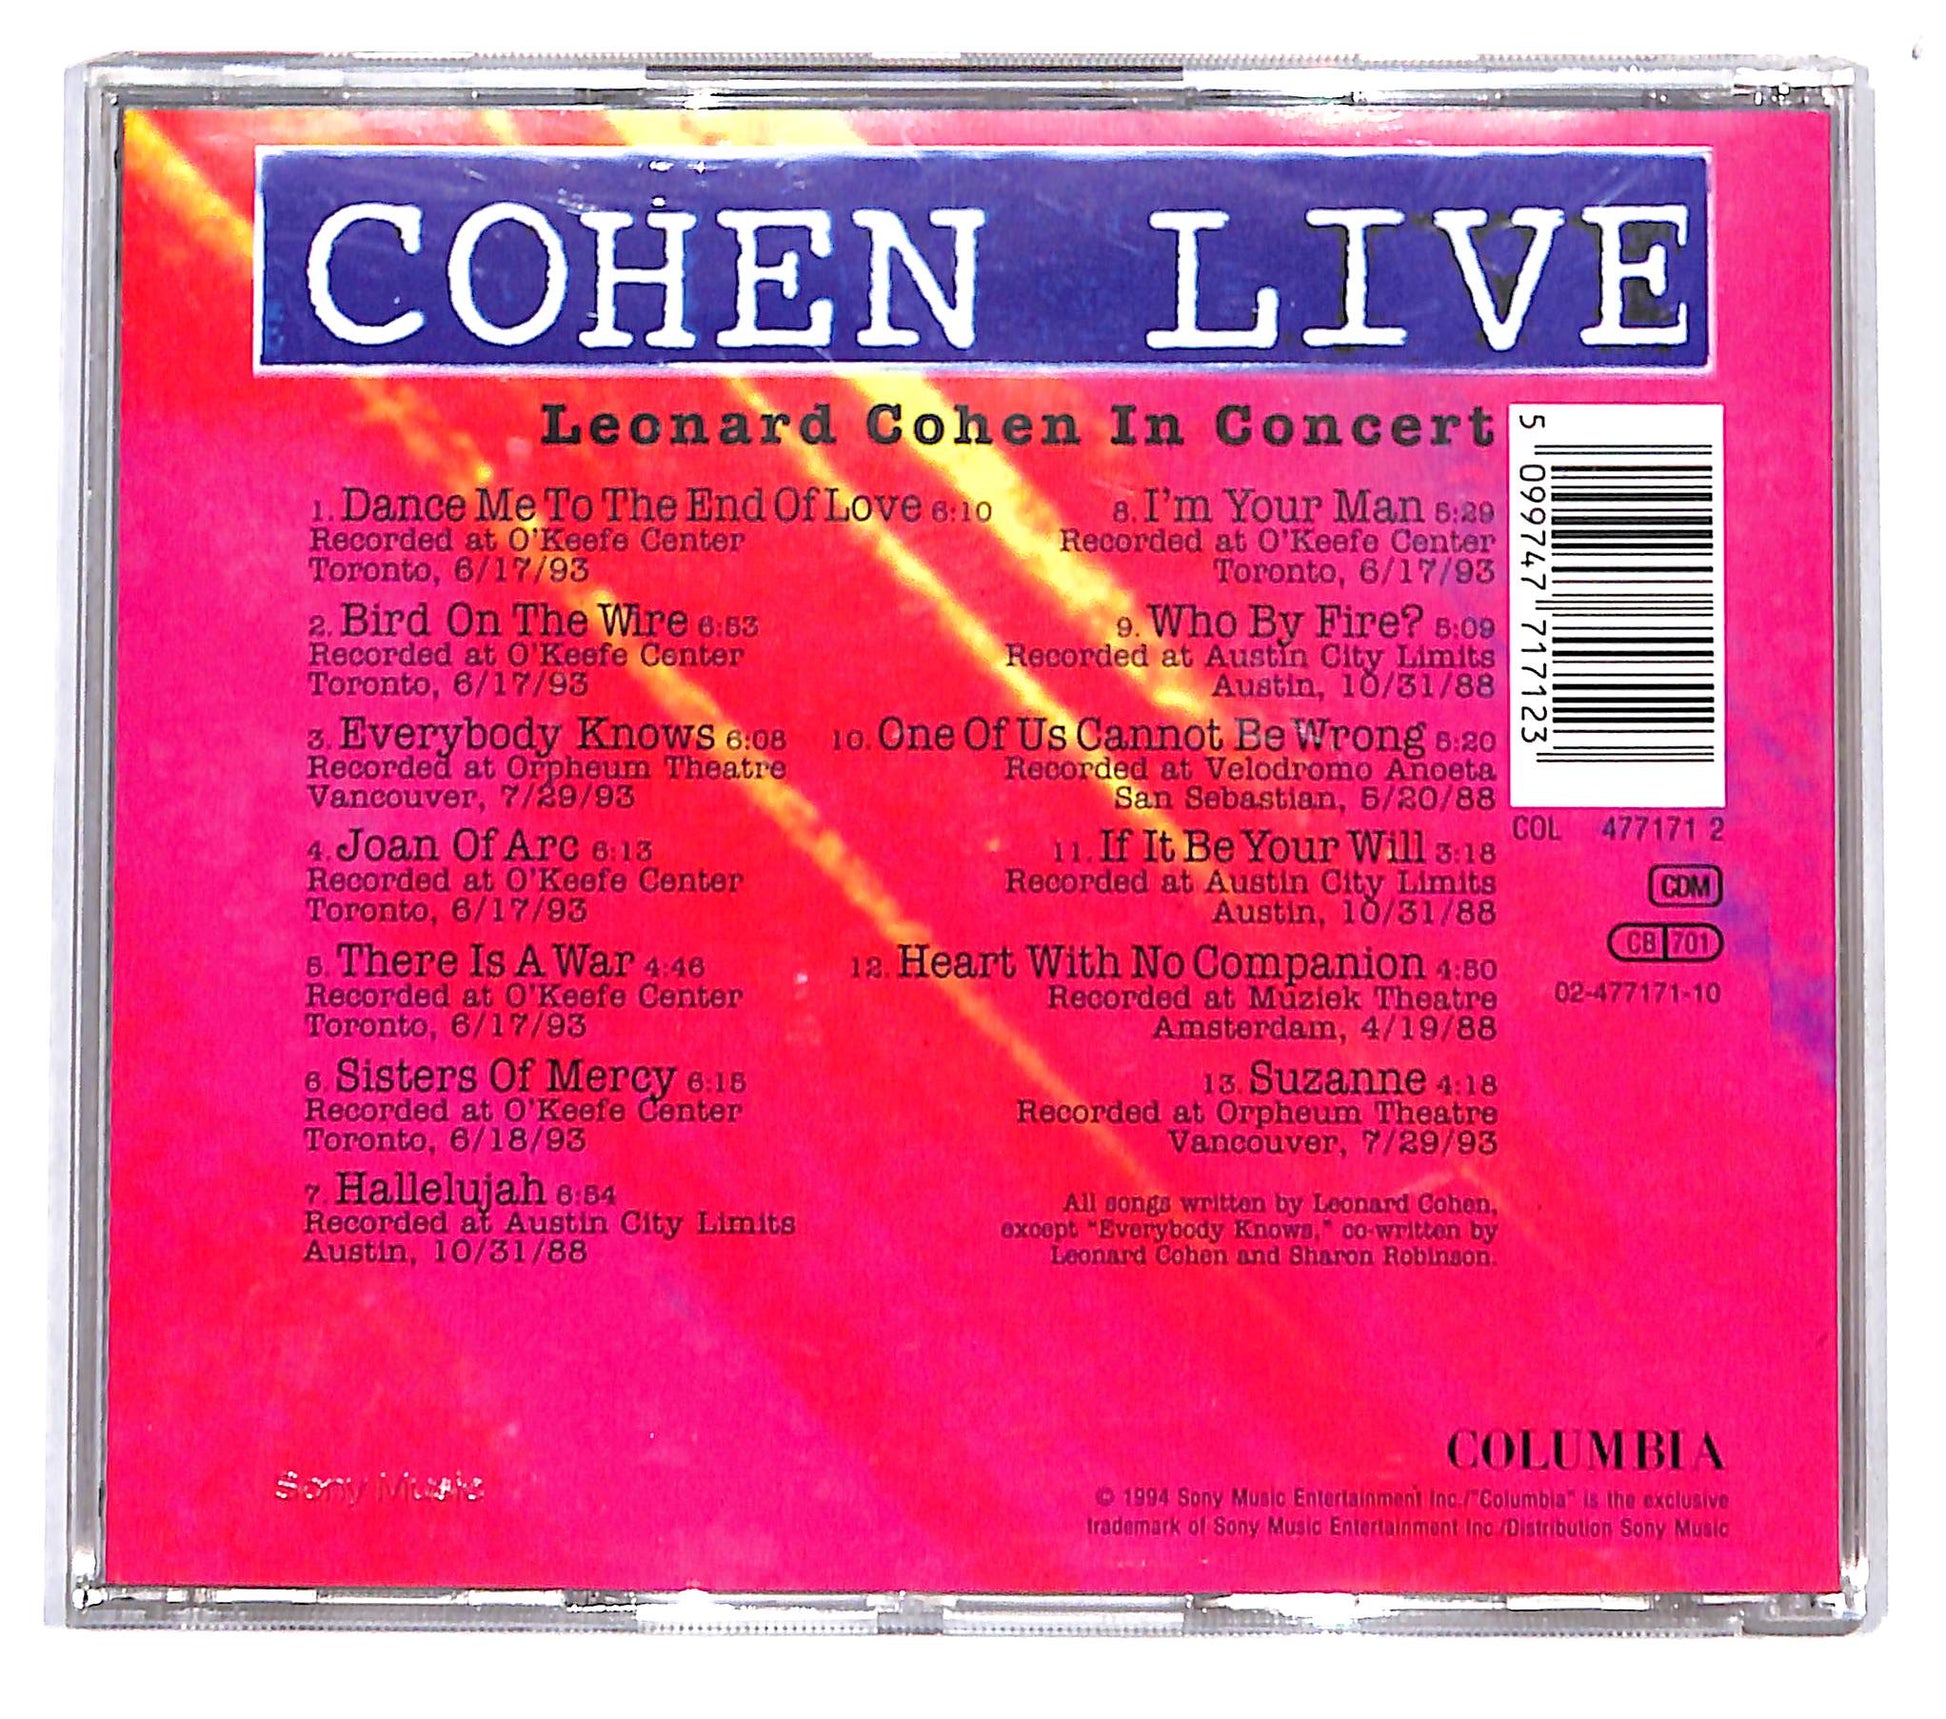 COHEN LIVE
Leonard Cohen In Concert
1. Dance Me To The End Of Love 6:10
Recorded at O'Keefe Center
Toronto, 6/17/93
2. Bird On The Wire 6:53
Recorded at O'Keefe Center
Toronto, 6/17/93
3. Everybody Knows 6:08
Recorded at Orpheum Theatre
Vancouver, 7/29/93
4. Joan Of Arc 6:13
Recorded at O'Keefe Center
Toronto, 6/17/93
5. There Is A War 4:46
Recorded at O'Keefe Center
Toronto, 6/17/93
6. Sisters Of Mercy 6:15
Recorded at O'Keefe Center
Toronto, 6/18/93
7. Hallelujah 6:54
Recorded at Austin City Limits
Austin, 10/31/88
8. I'm Your Man 5:29
Recorded at O'Keefe Center
Toronto, 6/17/93
9. Who By Fire? 5:09
Recorded at Austin City Limits
Austin, 10/31/88
10. One Of Us Cannot Be Wrong 5:20
Recorded at Velodromo Anoeta
San Sebastian, 5/20/88
11. If It Be Your Will 3:18
Recorded at Austin City Limits
Austin, 10/31/88
12. Heart With No Companion 4:50
Recorded at Muziek Theatre
Amsterdam, 4/19/88
13. Suzanne 4:18
Recorded at Orpheum Theatre
Vancouver, 7/29/93
All songs written by Leonard Cohen,
except "Everybody Knows," co-written by
Leonard Cohen and Sharon Robinson.
5 099747 717123
COL 477171 2
CDM
CB 701
02-477171-10
Sony Music
COLUMBIA
© 1994 Sony Music Entertainment Inc./"Columbia" is the exclusive
trademark of Sony Music Entertainment Inc./Distribution Sony Music